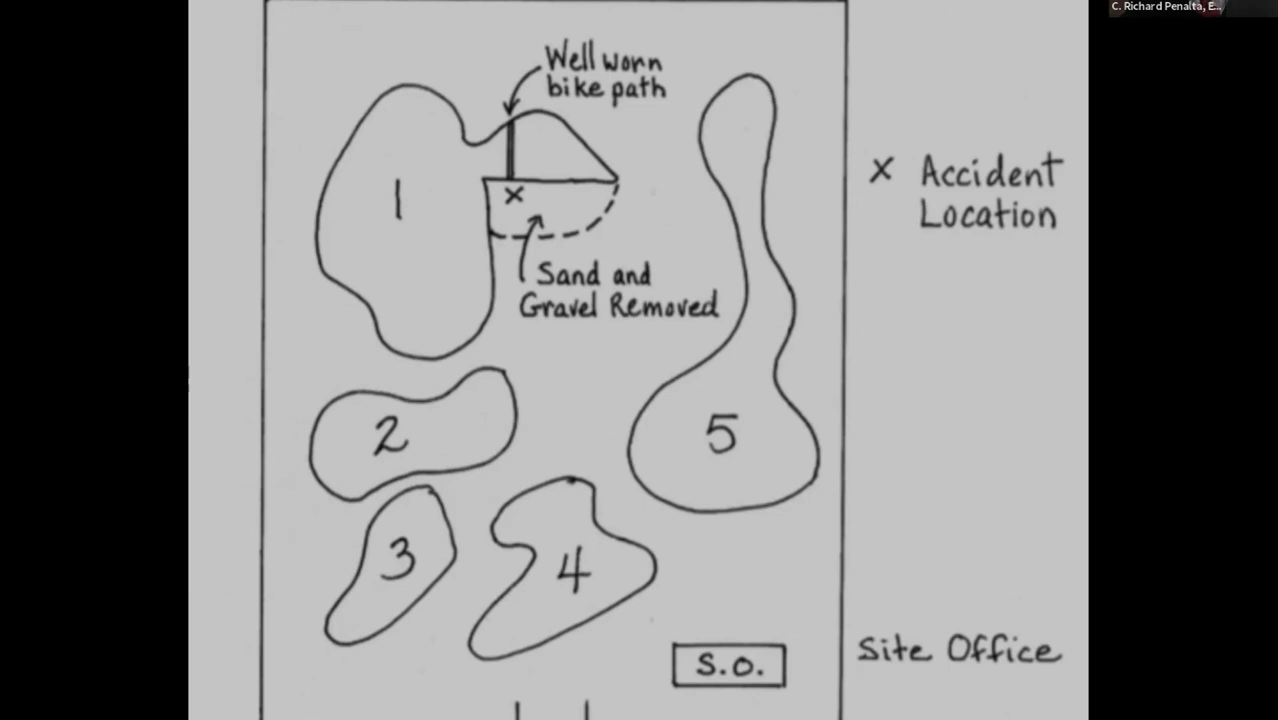 C. Richard Penalta, E...
Well worn
bike path
1
x
x Accident
Location
Sand and
Gravel Removed
2
5
3
4
S.O.
Site Office